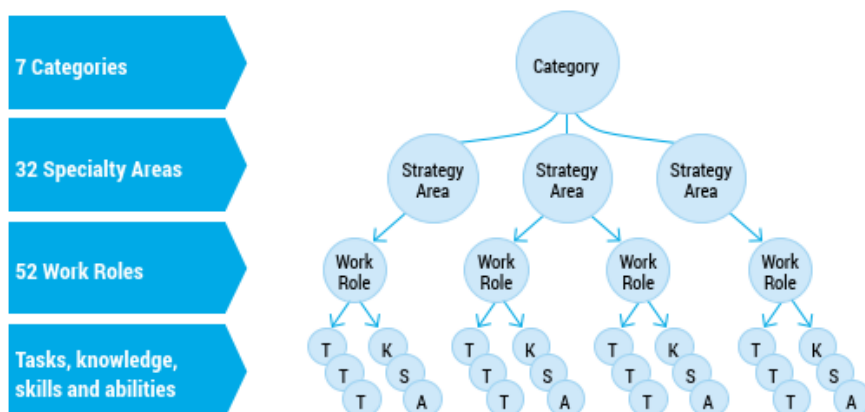 7 Categories
Category
32 Specialty Areas
Strategy
Area
Strategy
Area
Strategy
Area
52 Work Roles
Work
Role
Work
Role
Work
Role
Work
Role
Tasks, knowledge,
skills and abilities
T K T K T K T K
T S T S T S T S
T A T A T A T A